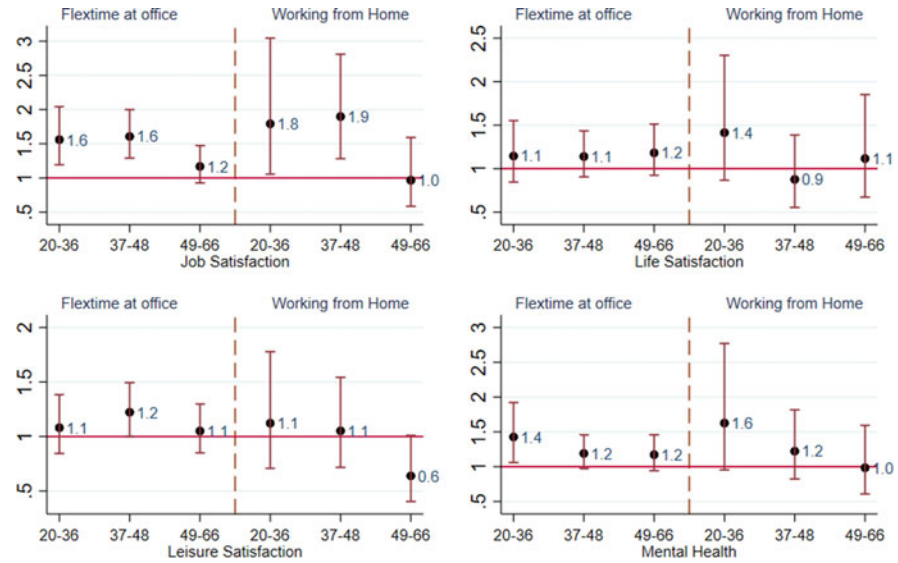 Flextime at office Working from Home
3
2.5
2
1.5
1
.5
1.6 1.6 1.2 1.8 1.9 1.0
20-36 37-48 49-66 20-36 37-48 49-66
Job Satisfaction
Flextime at office Working from Home
2.5
2
1.5
1
.5
1.1 1.1 1.2 1.4 0.9 1.1
20-36 37-48 49-66 20-36 37-48 49-66
Life Satisfaction
Flextime at office Working from Home
2
1.5
1
.5
1.1 1.2 1.1 1.1 1.1 0.6
20-36 37-48 49-66 20-36 37-48 49-66
Leisure Satisfaction
Flextime at office Working from Home
3
2.5
2
1.5
1
.5
1.4 1.2 1.2 1.6 1.2 1.0
20-36 37-48 49-66 20-36 37-48 49-66
Mental Health